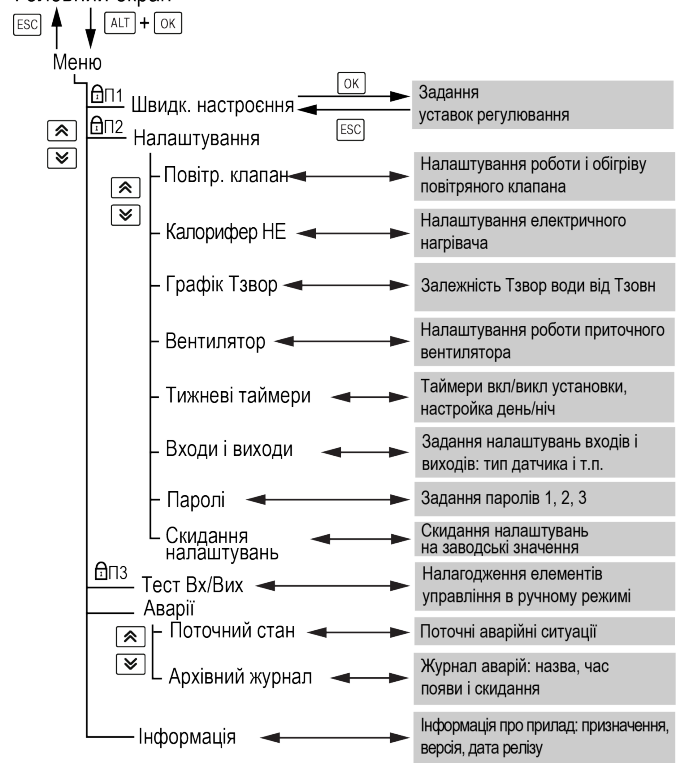 Головний екран
ESC ALT + OK
Меню
П1 Швидк. настроєння OK Задання
уставок регулювання
ESC
П2 Налаштування
Повітр. клапан Налаштування роботи і обігріву
повітряного клапана
Калорифер НЕ Налаштування електричного
нагрівача
Графік Тзвор Залежність Тзвор води від Тзовн
Вентилятор Налаштування роботи приточного
вентилятора
Тижневі таймери Таймери вкл/викл установки,
настройка день/ніч
Входи і виходи Задання налаштувань входів і
виходів: тип датчика і т.п.
Паролі Задання паролів 1, 2, 3
Скидання
налаштувань Скидання налаштувань
на заводські значення
П3 Тест Вх/Вих Налагодження елементів
управління в ручному режимі
Аварії
Поточний стан Поточні аварійні ситуації
Архівний журнал Журнал аварій: назва, час
появи і скидання
Інформація Інформація про прилад: призначення,
версія, дата релізу